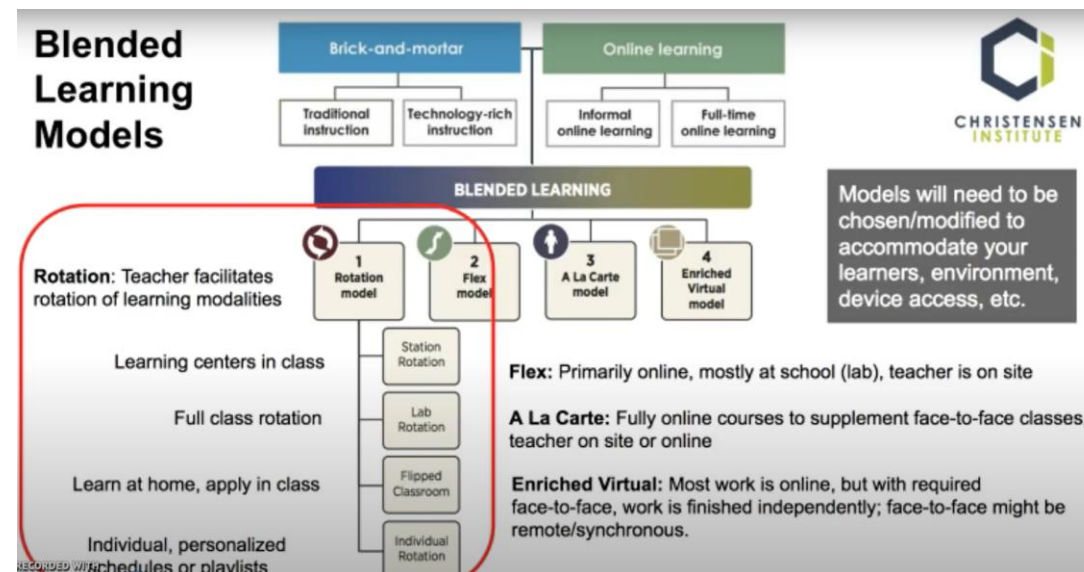 Blended
Learning
Models
Brick-and-mortar
Online learning
Traditional
instruction
Technology-rich
instruction
Informal
online learning
Full-time
online learning
CHRISTENSEN
INSTITUTE
BLENDED LEARNING
Models will need to be
chosen/modified to
accommodate your
learners, environment,
device access, etc.
1
Rotation
model
2
Flex
model
3
A La Carte
model
4
Enriched
Virtual
model
Rotation: Teacher facilitates
rotation of learning modalities
Learning centers in class
Station
Rotation
Full class rotation
Lab
Rotation
Learn at home, apply in class
Flipped
Classroom
Individual, personalized
schedules or playlists
Individual
Rotation
Flex: Primarily online, mostly at school (lab), teacher is on site
A La Carte: Fully online courses to supplement face-to-face classes
teacher on site or online
Enriched Virtual: Most work is online, but with required
face-to-face, work is finished independently; face-to-face might be
remote/synchronous.
RECORDED WITH